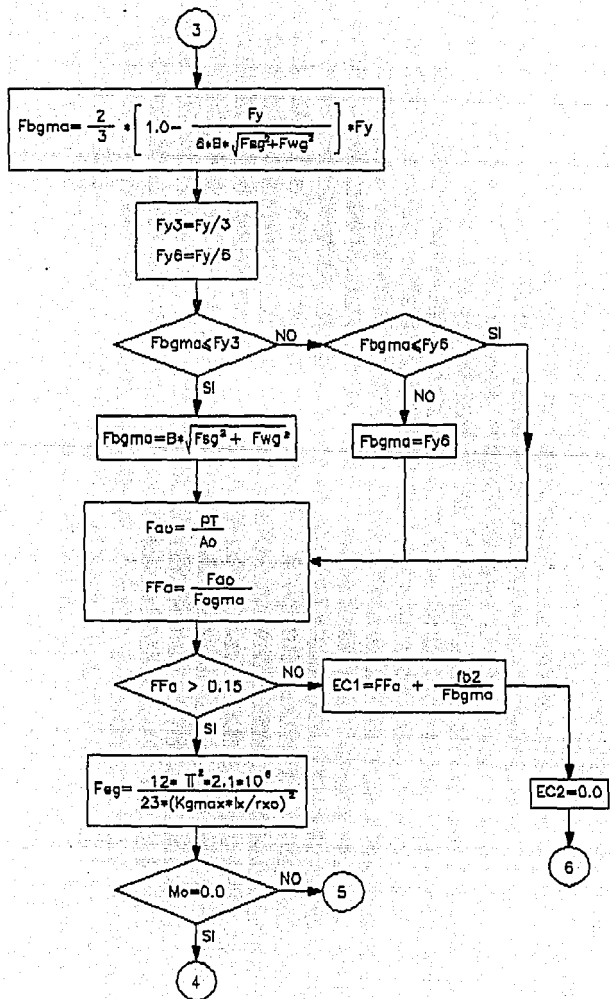 3
Fbgma= 2/3 * [ 1.0- Fy / 6*B*√Fsg²+Fwg² ] *Fy
Fy3=Fy/3
Fy6=Fy/6
Fbgma≤Fy3
NO
Fbgma≤Fy6
SI
SI
NO
Fbgma=B*√Fsg² + Fwg²
Fbgma=Fy6
Fao= pT/Ao
FFa= Fao/Fagma
FFa > 0.15
NO
EC1=FFa + fb2/Fbgma
SI
Feg= 12* π²*2.1*10⁶ / 23*(Kgmax*lx/rxo)²
EC2=0.0
6
Mo=0.0
NO
5
SI
4